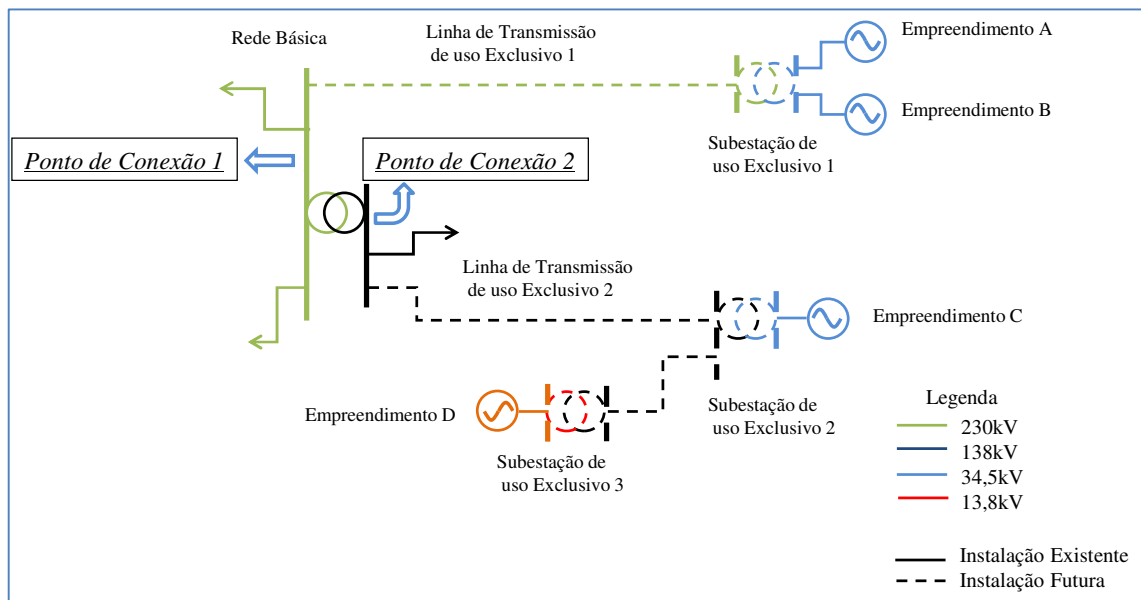 Rede Básica
Linha de Transmissão
de uso Exclusivo 1
Empreendimento A
Empreendimento B
Subestação de
uso Exclusivo 1
Ponto de Conexão 1
Ponto de Conexão 2
Linha de Transmissão
de uso Exclusivo 2
Empreendimento C
Empreendimento D
Subestação de
uso Exclusivo 2
Subestação de
uso Exclusivo 3
Legenda
230kV
138kV
34,5kV
13,8kV
Instalação Existente
Instalação Futura